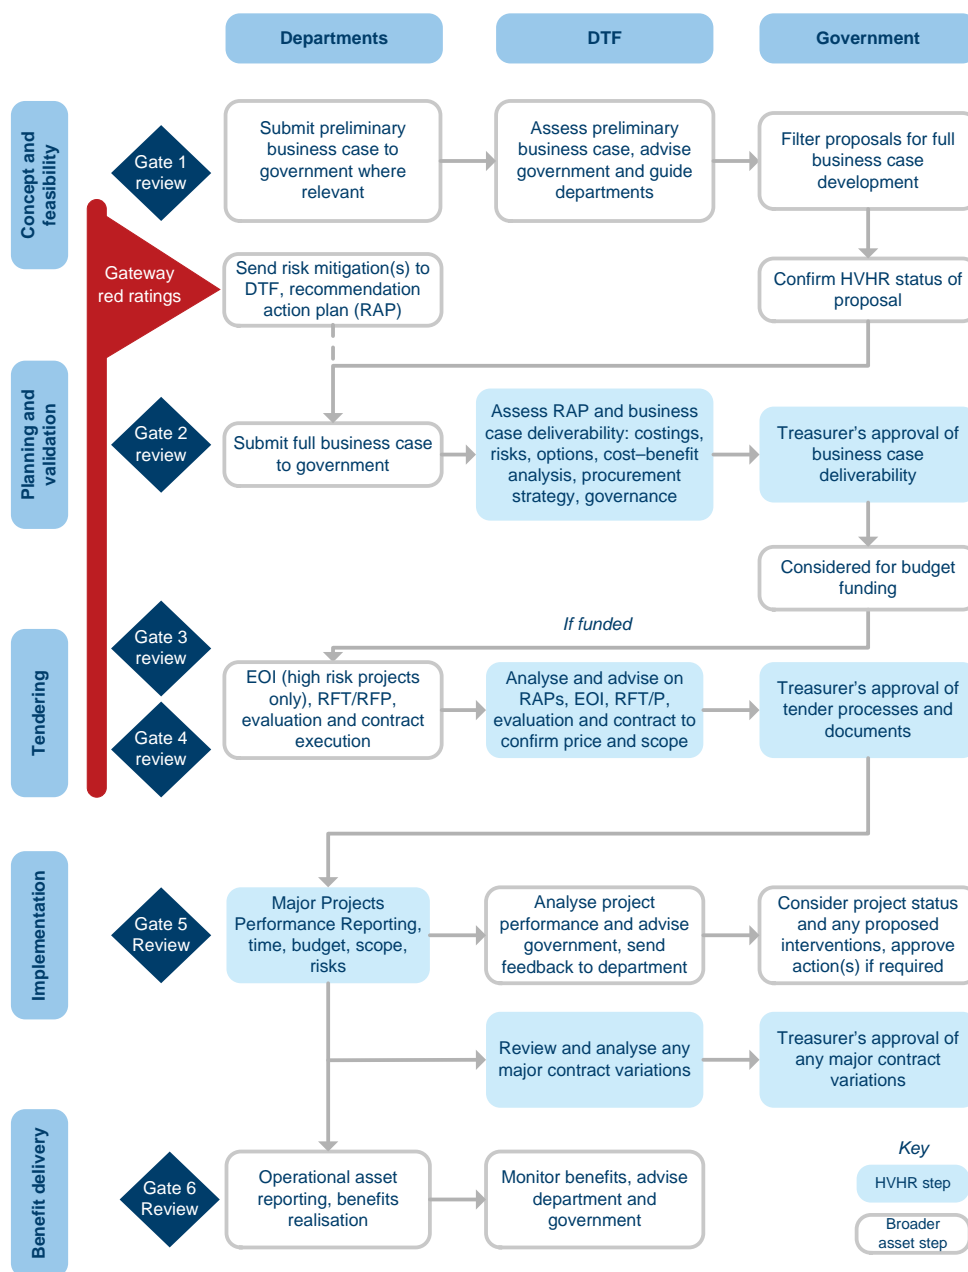 Departments
DTF
Government
Concept and
feasibility
Gate 1
review
Submit preliminary
business case to
government where
relevant
Assess preliminary
business case, advise
government and guide
departments
Filter proposals for full
business case
development
Gateway
red ratings
Send risk mitigation(s) to
DTF, recommendation
action plan (RAP)
Confirm HVHR status of
proposal
Planning and
validation
Gate 2
review
Submit full business case
to government
Assess RAP and business
case deliverability: costings,
risks, options, cost–benefit
analysis, procurement
strategy, governance
Treasurer's approval of
business case
deliverability
Considered for budget
funding
If funded
Tendering
Gate 3
review
Gate 4
review
EOI (high risk projects
only), RFT/RFP,
evaluation and contract
execution
Analyse and advise on
RAPs, EOI, RFT/P,
evaluation and contract to
confirm price and scope
Treasurer's approval of
tender processes and
documents
Implementation
Gate 5
Review
Major Projects
Performance Reporting,
time, budget, scope,
risks
Analyse project
performance and advise
government, send
feedback to department
Consider project status
and any proposed
interventions, approve
action(s) if required
Review and analyse any
major contract variations
Treasurer's approval of
any major contract
variations
Benefit delivery
Gate 6
Review
Operational asset
reporting, benefits
realisation
Monitor benefits, advise
department and
government
Key
HVHR step
Broader
asset step